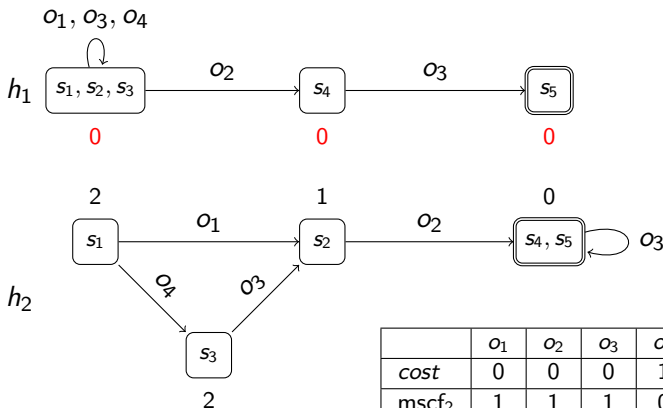 o₁, o₃, o₄
o₂
o₃
h₁
s₁, s₂, s₃
s₄
s₅
0
0
0
2
1
0
s₁
o₁
s₂
o₂
s₄, s₅
o₃
o₄
o₃
h₂
s₃
2
o₁ o₂ o₃
cost 0 0 0 1
mscf₂ 1 1 1